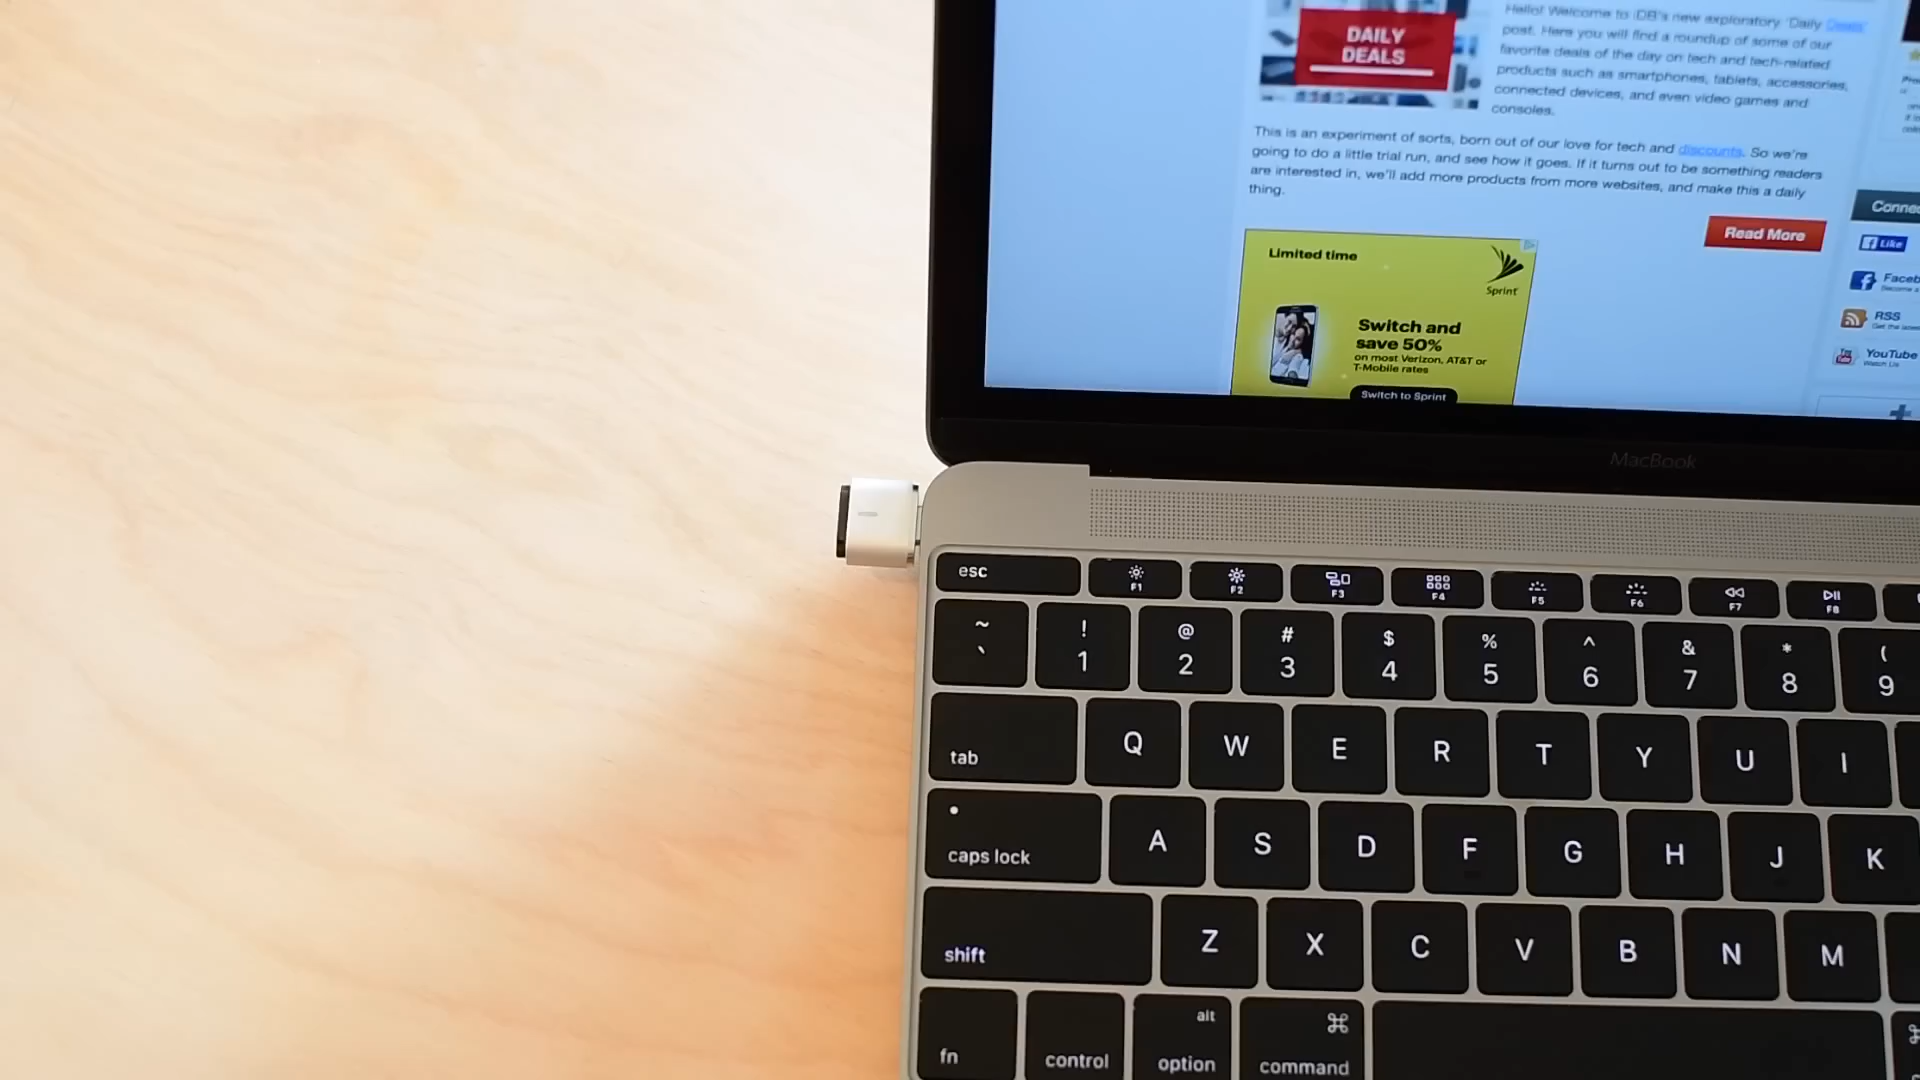 DAILY
DEALS
Hello! Welcome to iDB's new exploratory 'Daily Deals'
post. Here you will find a roundup of some of our
favorite deals of the day on tech and tech-related
products such as smartphones, tablets, accessories,
connected devices, and even video games and
consoles.
This is an experiment of sorts, born out of our love for tech and discounts. So we're
going to do a little trial run, and see how it goes. If it turns out to be something readers
are interested in, we'll add more products from more websites, and make this a daily
thing.
Read More
Limited time
Sprint
Switch and
save 50%
on most Verizon, AT&T or
T-Mobile rates
Switch to Sprint
Connec
Like
Faceb
RSS
YouTube
Watch Us
MacBook
esc F1 F2 F3 F4 F5 F6 F7 F8
~ ! @ # $ % ^ & * (
` 1 2 3 4 5 6 7 8 9
tab Q W E R T Y U I
caps lock A S D F G H J K
shift Z X C V B N M
alt ⌘ ⌘
fn control option command